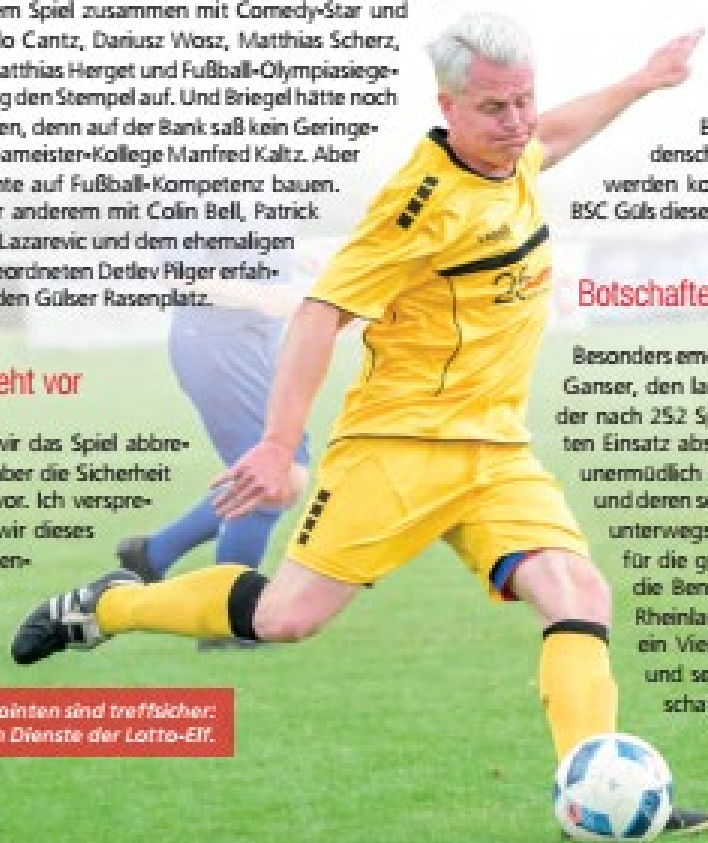 em Spiel zusammen mit Comedy-Star und
lo Cantz, Dariusz Wosz, Matthias Scherz,
atthias Herget und Fußball-Olympiasiege-
g den Stempel auf. Und Briegel hätte noch
en, denn auf der Bank saß kein Geringe-
ameister-Kollege Manfred Kaltz. Aber
nte auf Fußball-Kompetenz bauen.
r anderem mit Colin Bell, Patrick
Lazarevic und dem ehemaligen
eordneten Detlev Pilger erfah-
den Gülser Rasenplatz.
eht vor
wir das Spiel abbre-
aber die Sicherheit
vor. Ich verspre-
wir dieses
en-
ointen sind treffsicher:
n Dienste der Lotto-Elf.
densch
werden ko
BSC Güls diese
Botschafte
Besonders em
Ganser, den la
der nach 252 Sp
ten Einsatz abs
unermüdlich
und deren se
unterwegs
für die g
die Ben
Rheinla
ein Vie
und se
scha